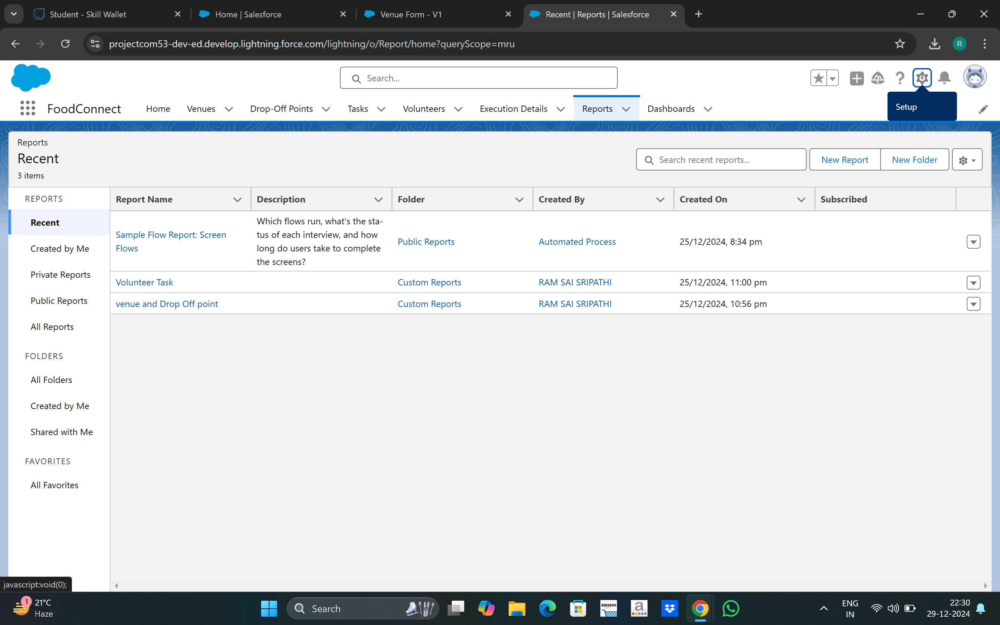 Student - Skill Wallet
Home | Salesforce
Venue Form - V1
Recent | Reports | Salesforce
projectcom53-dev-ed.develop.lightning.force.com/lightning/o/Report/home?queryScope=mru
R
Search...
Setup
FoodConnect
Home
Venues
Drop-Off Points
Tasks
Volunteers
Execution Details
Reports
Dashboards
Reports
Recent
3 items
Search recent reports...
New Report
New Folder
REPORTS
Recent
Created by Me
Private Reports
Public Reports
All Reports
FOLDERS
All Folders
Created by Me
Shared with Me
FAVORITES
All Favorites
Report Name
Description
Folder
Created By
Created On
Subscribed
Sample Flow Report: Screen
Flows
Which flows run, what's the sta-
tus of each interview, and how
long do users take to complete
the screens?
Public Reports
Automated Process
25/12/2024, 8:34 pm
Volunteer Task
Custom Reports
RAM SAI SRIPATHI
25/12/2024, 11:00 pm
venue and Drop Off point
Custom Reports
RAM SAI SRIPATHI
25/12/2024, 10:56 pm
javascript:void(0);
1
21°C
Haze
Search
amazon
a
ENG
IN
22:30
29-12-2024